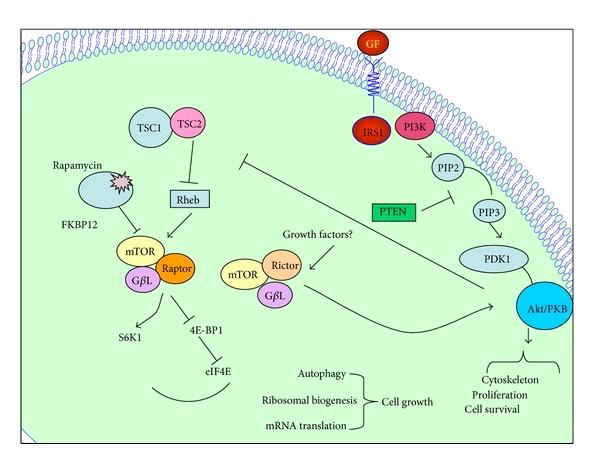 GF
IRS1
PI3K
TSC1
TSC2
PIP2
Rapamycin
Rheb
PTEN
PIP3
FKBP12
Growth factors?
mTOR
Raptor
GβL
mTOR
Rictor
GβL
PDK1
Akt/PKB
S6K1
4E-BP1
eIF4E
Autophagy
Ribosomal biogenesis
mRNA translation
Cell growth
Cytoskeleton
Proliferation
Cell survival